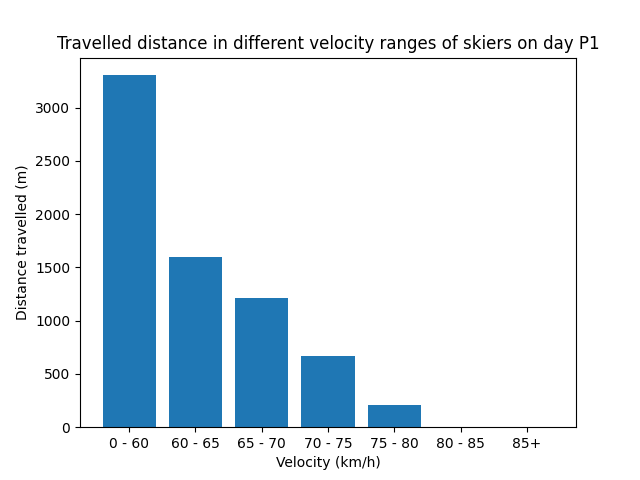 Travelled distance in different velocity ranges of skiers on day P1
Distance travelled (m)
3000
2500
2000
1500
1000
500
0
0 - 60 60 - 65 65 - 70 70 - 75 75 - 80 80 - 85 85+
Velocity (km/h)